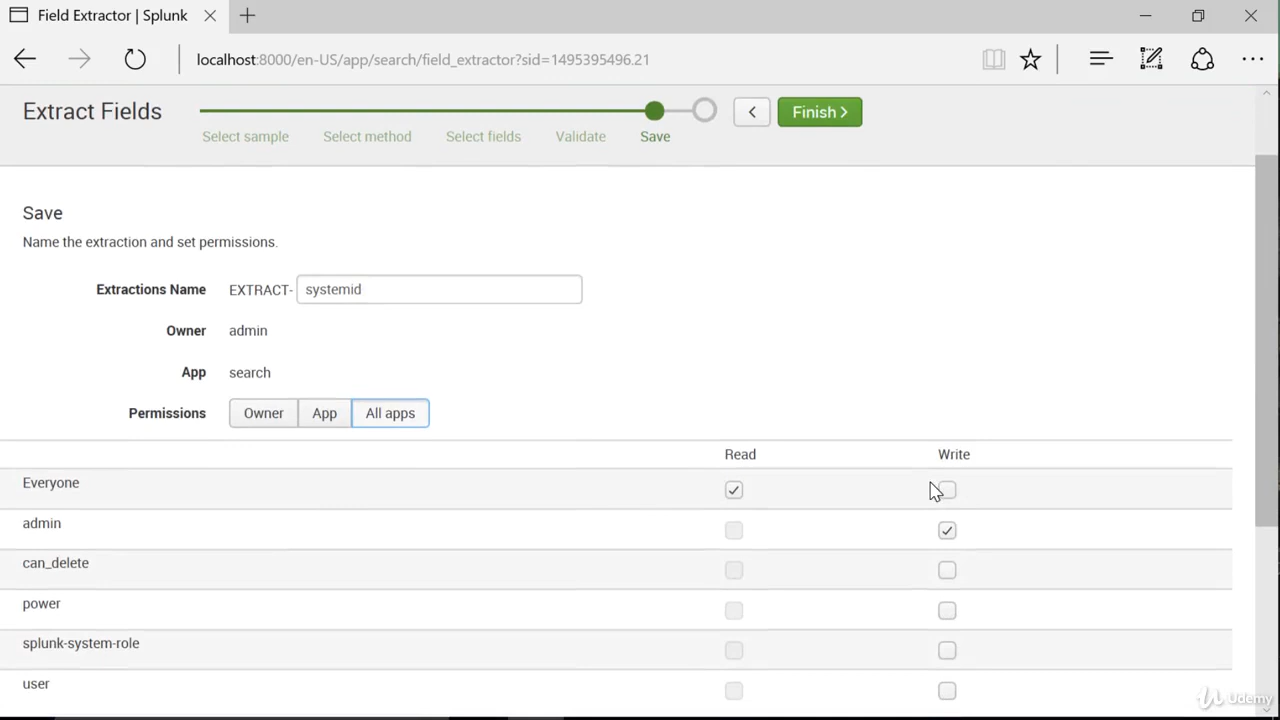 Field Extractor | Splunk
localhost:8000/en-US/app/search/field_extractor?sid=1495395496.21
Extract Fields
Finish
Select sample
Select method
Select fields
Validate
Save
Save
Name the extraction and set permissions.
Extractions Name EXTRACT- systemid
Owner admin
App search
Permissions Owner App All apps
Read Write
Everyone
admin
can_delete
power
splunk-system-role
user
Udemy